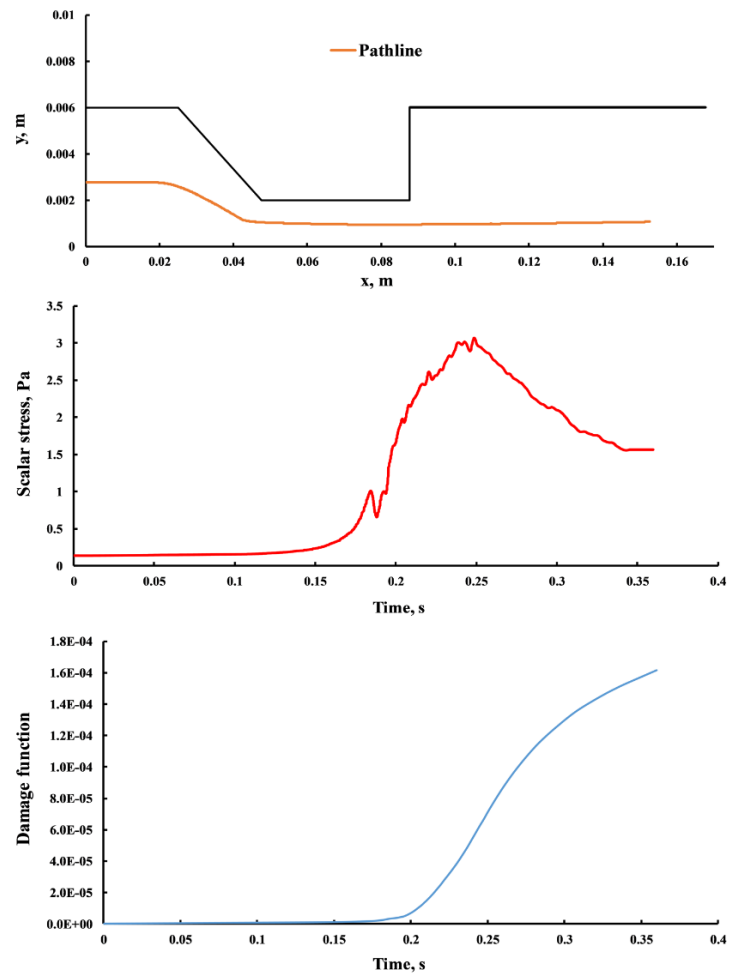 0.01
0.008
0.006
0.004
0.002
0
y, m
Pathline
0 0.02 0.04 0.06 0.08 0.1 0.12 0.14 0.16
x, m
3.5
3
2.5
2
1.5
1
0.5
0
Scalar stress, Pa
0 0.05 0.1 0.15 0.2 0.25 0.3 0.35 0.4
Time, s
1.8E-04
1.6E-04
1.4E-04
1.2E-04
1.0E-04
8.0E-05
6.0E-05
4.0E-05
2.0E-05
0.0E+00
Damage function
0 0.05 0.1 0.15 0.2 0.25 0.3 0.35 0.4
Time, s